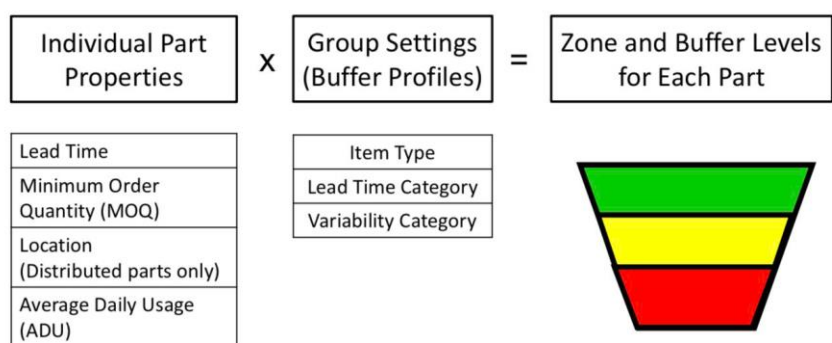 Individual Part
Properties
x
Group Settings
(Buffer Profiles)
=
Zone and Buffer Levels
for Each Part
Lead Time
Minimum Order
Quantity (MOQ)
Location
(Distributed parts only)
Average Daily Usage
(ADU)
Item Type
Lead Time Category
Variability Category